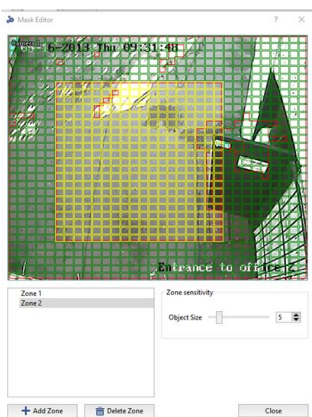 Mask Editor
6-2013 Thu 09:31:48
Entrance to office 2
Zone 1
Zone 2
Zone sensitivity
Object Size
5
Add Zone
Delete Zone
Close